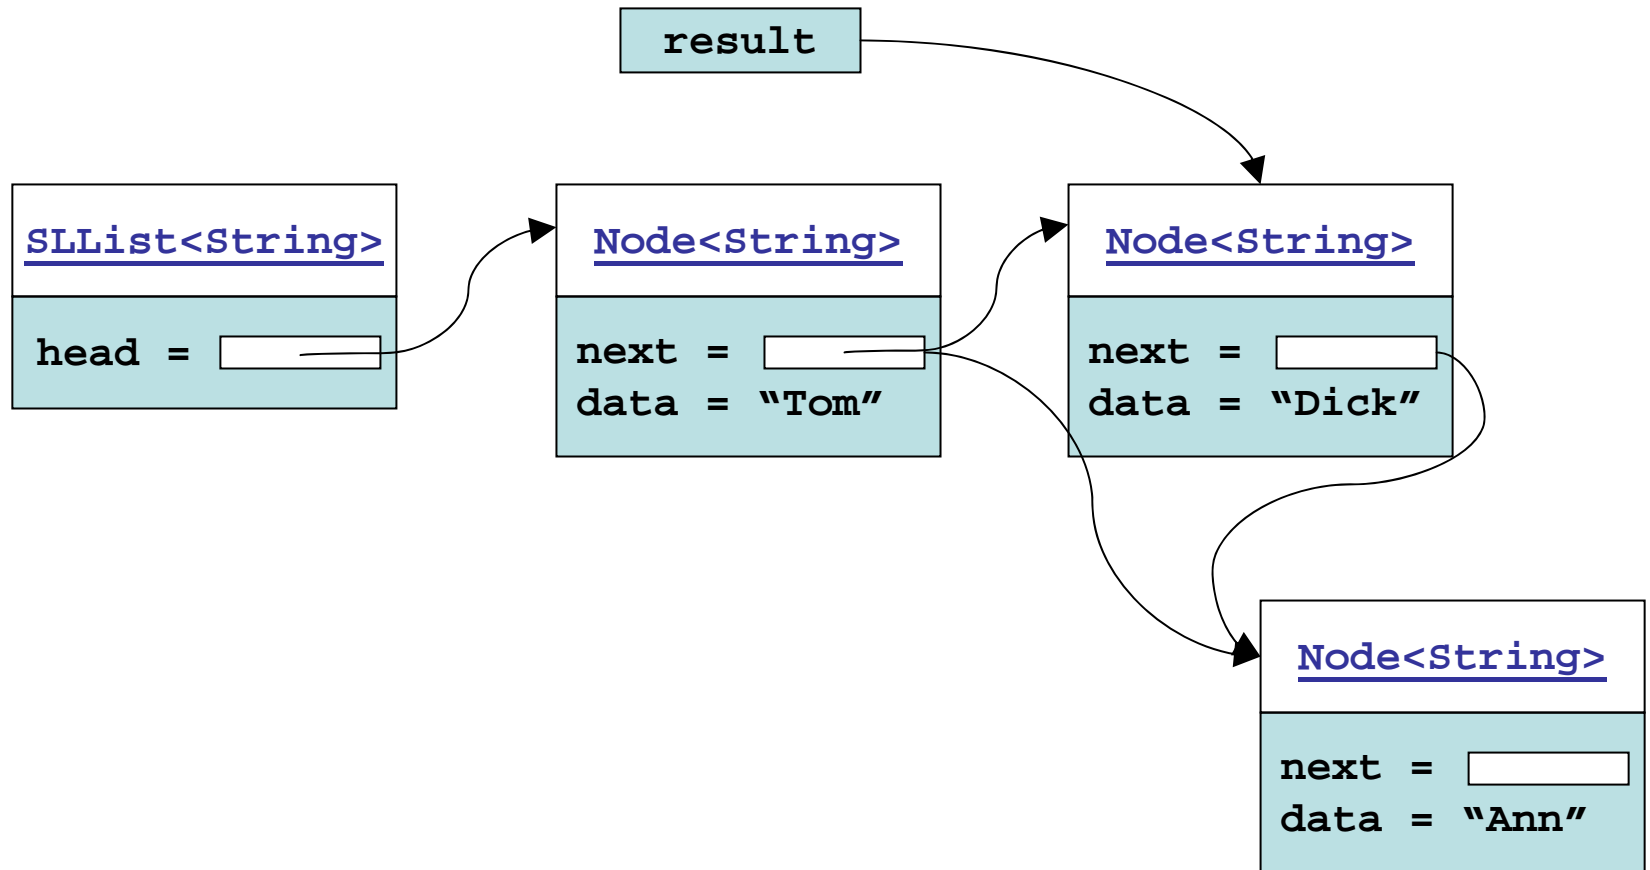 result
SLList<String>
head =
Node<String>
next =
data = “Tom”
Node<String>
next =
data = “Dick”
Node<String>
next =
data = “Ann”